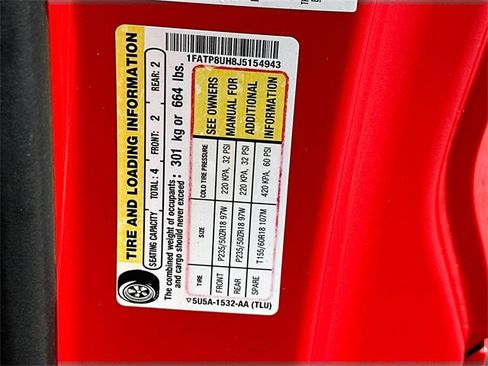 1FATP8UH8J5154943
TIRE AND LOADING INFORMATION
SEATING CAPACITY TOTAL: 4 FRONT: 2 REAR: 2
The combined weight of occupants
and cargo should never exceed: 301 kg or 664 lbs.
TIRE SIZE COLD TIRE PRESSURE
FRONT P235/50ZR18 97W 220 KPA, 32 PSI
REAR P235/50ZR18 97W 220 KPA, 32 PSI
SPARE T155/60R18 107M 420 KPA, 60 PSI
SEE OWNERS
MANUAL FOR
ADDITIONAL
INFORMATION
5U5A-1532-AA (TLU)